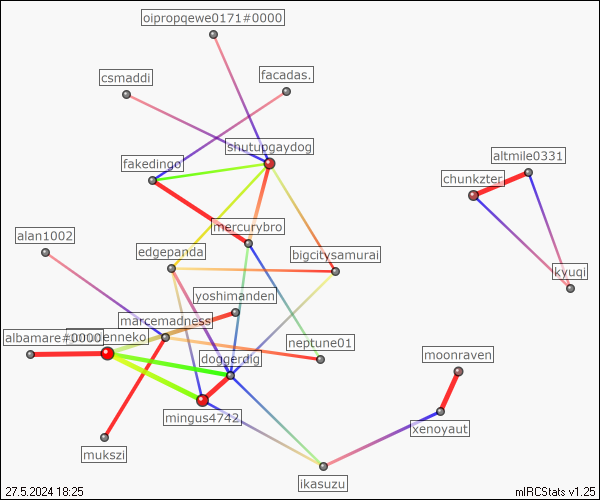 oipropqewe0171#0000
csmaddi
facadas.
shutupgaydog
fakedingo
altmile0331
chunkzter
mercurybro
alan1002
edgepanda
bigcitysamurai
kyuqi
yoshimanden
marcemadness
albamare#0000
enneko
neptune01
doggerdig
moonraven
mingus4742
xenoyaut
mukszi
ikasuzu
27.5.2024 18:25
mIRCStats v1.25